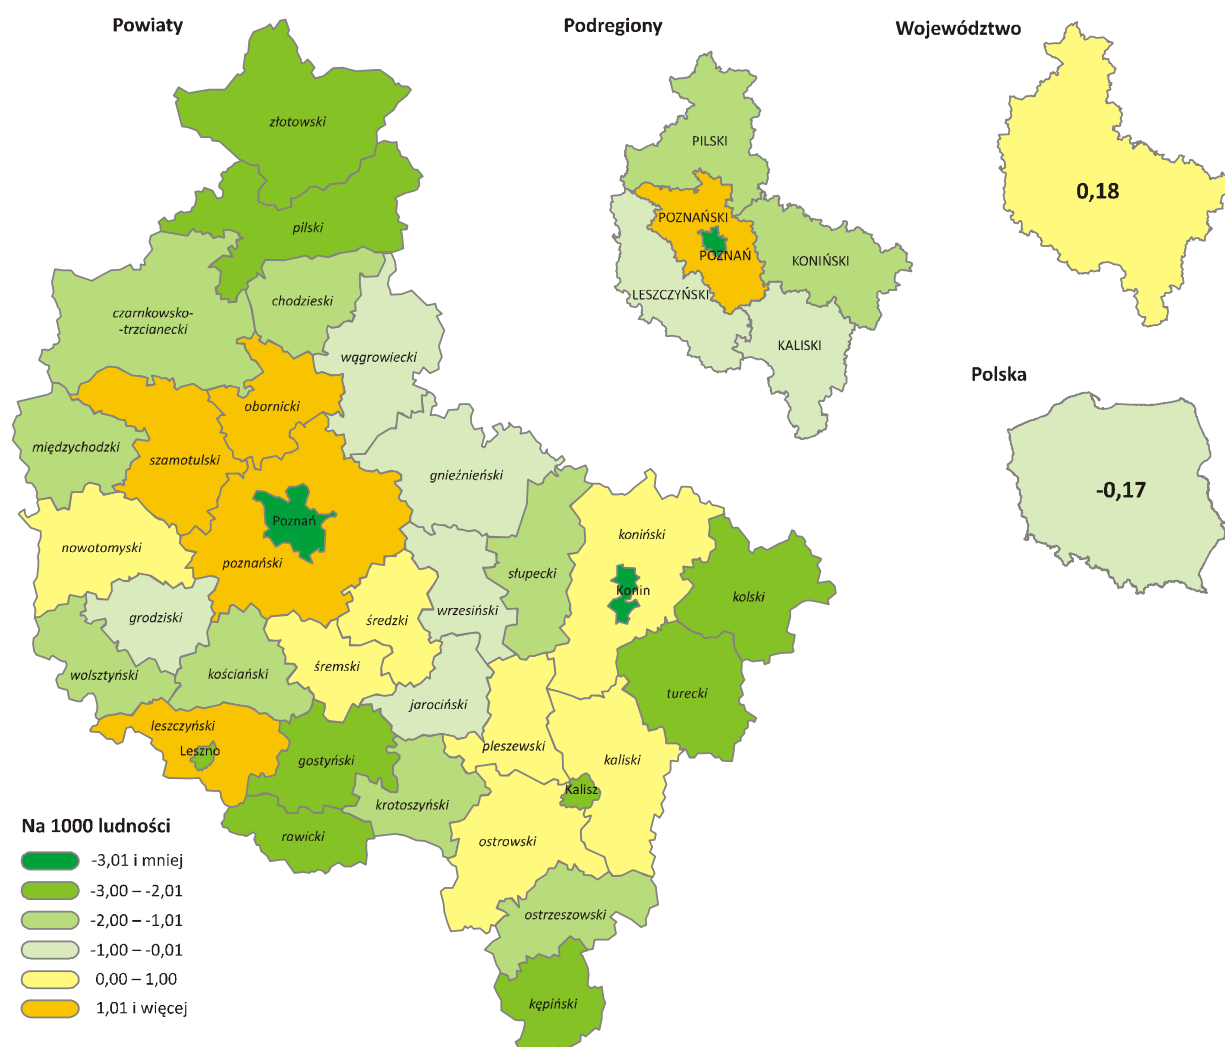 Powiaty
złotowski
pilski
czarnkowsko-
-trzcianecki
chodzieski
wągrowiecki
obornicki
międzychodzki
szamotulski
gnieźnieński
Poznań
nowotomyski
poznański
słupecki
koniński
Konin
kolski
grodziski
średzki
wrzesiński
wolsztyński
kościański
śremski
turecki
jarociński
leszczyński
Leszno
gostyński
pleszewski
kaliski
Kalisz
krotoszyński
rawicki
ostrowski
ostrzeszowski
kępiński
Podregiony
PILSKI
POZNAŃSKI
POZNAŃ
KONIŃSKI
LESZCZYŃSKI
KALISKI
Województwo
0,18
Polska
-0,17
Na 1000 ludności
-3,01 i mniej
-3,00 – -2,01
-2,00 – -1,01
-1,00 – -0,01
0,00 – 1,00
1,01 i więcej